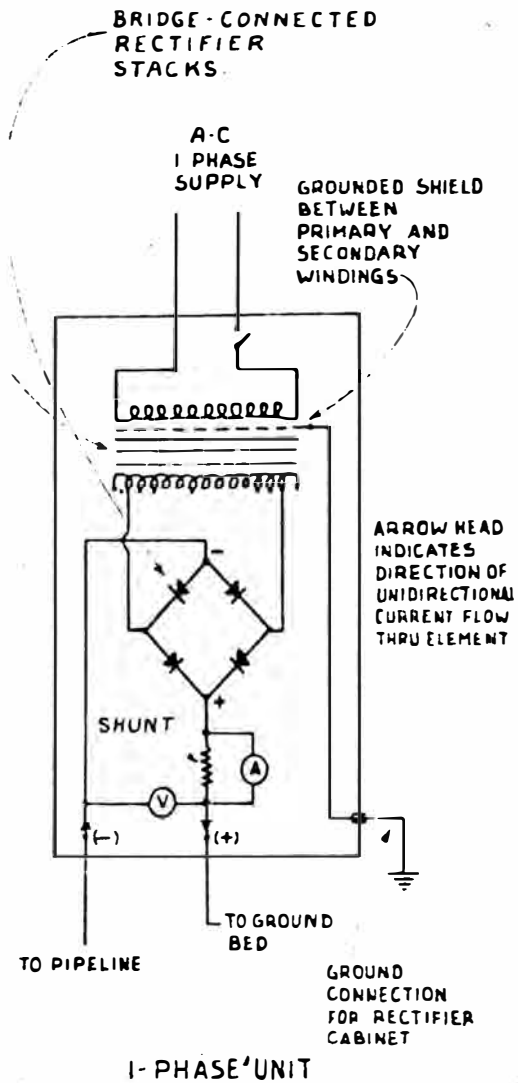 BRIDGE-CONNECTED
RECTIFIER
STACKS
A-C
1 PHASE
SUPPLY
GROUNDED SHIELD
BETWEEN
PRIMARY AND
SECONDARY
WINDINGS
ARROW HEAD
INDICATES
DIRECTION OF
UNIDIRECTIONAL
CURRENT FLOW
THRU ELEMENT
-
+
SHUNT
A
V
(-)
(+)
TO GROUND
BED
TO PIPELINE
GROUND
CONNECTION
FOR RECTIFIER
CABINET
1-PHASE UNIT